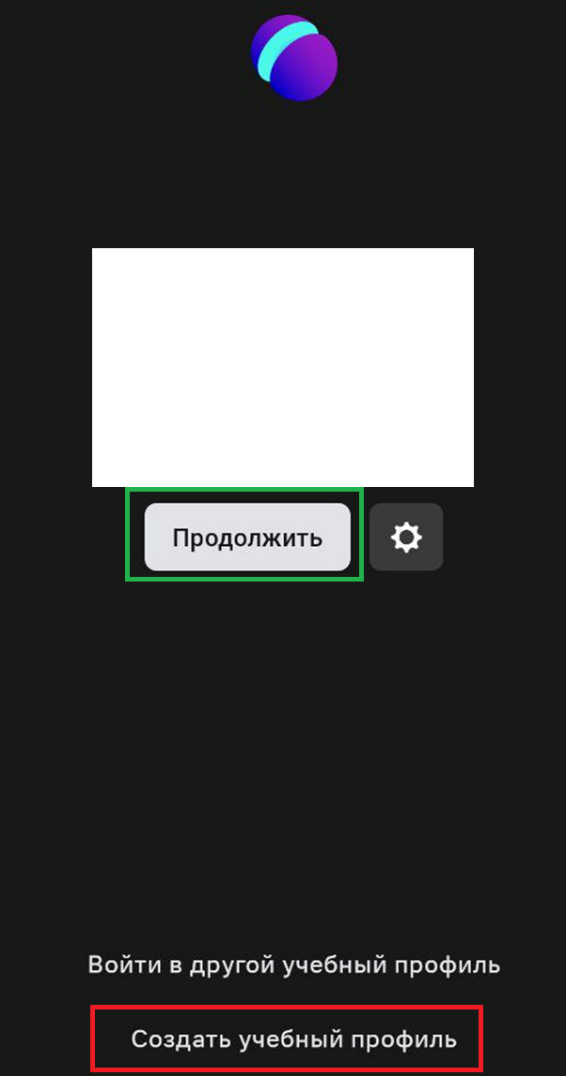 Продолжить
Войти в другой учебный профиль
Создать учебный профиль